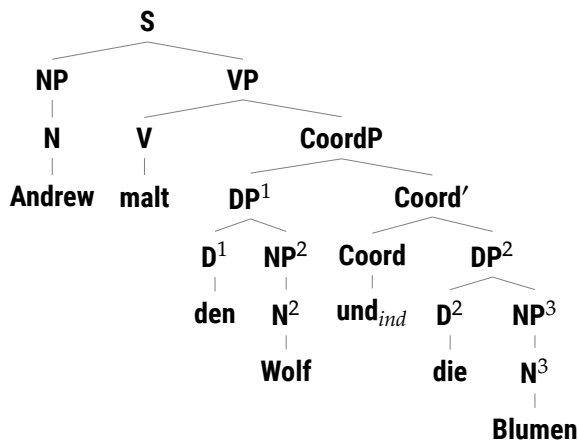 S
NP VP
N V CoordP
Andrew malt DP¹ Coord′
D¹ NP² Coord DP²
den N² und_ind D² NP³
Wolf die N³
Blumen